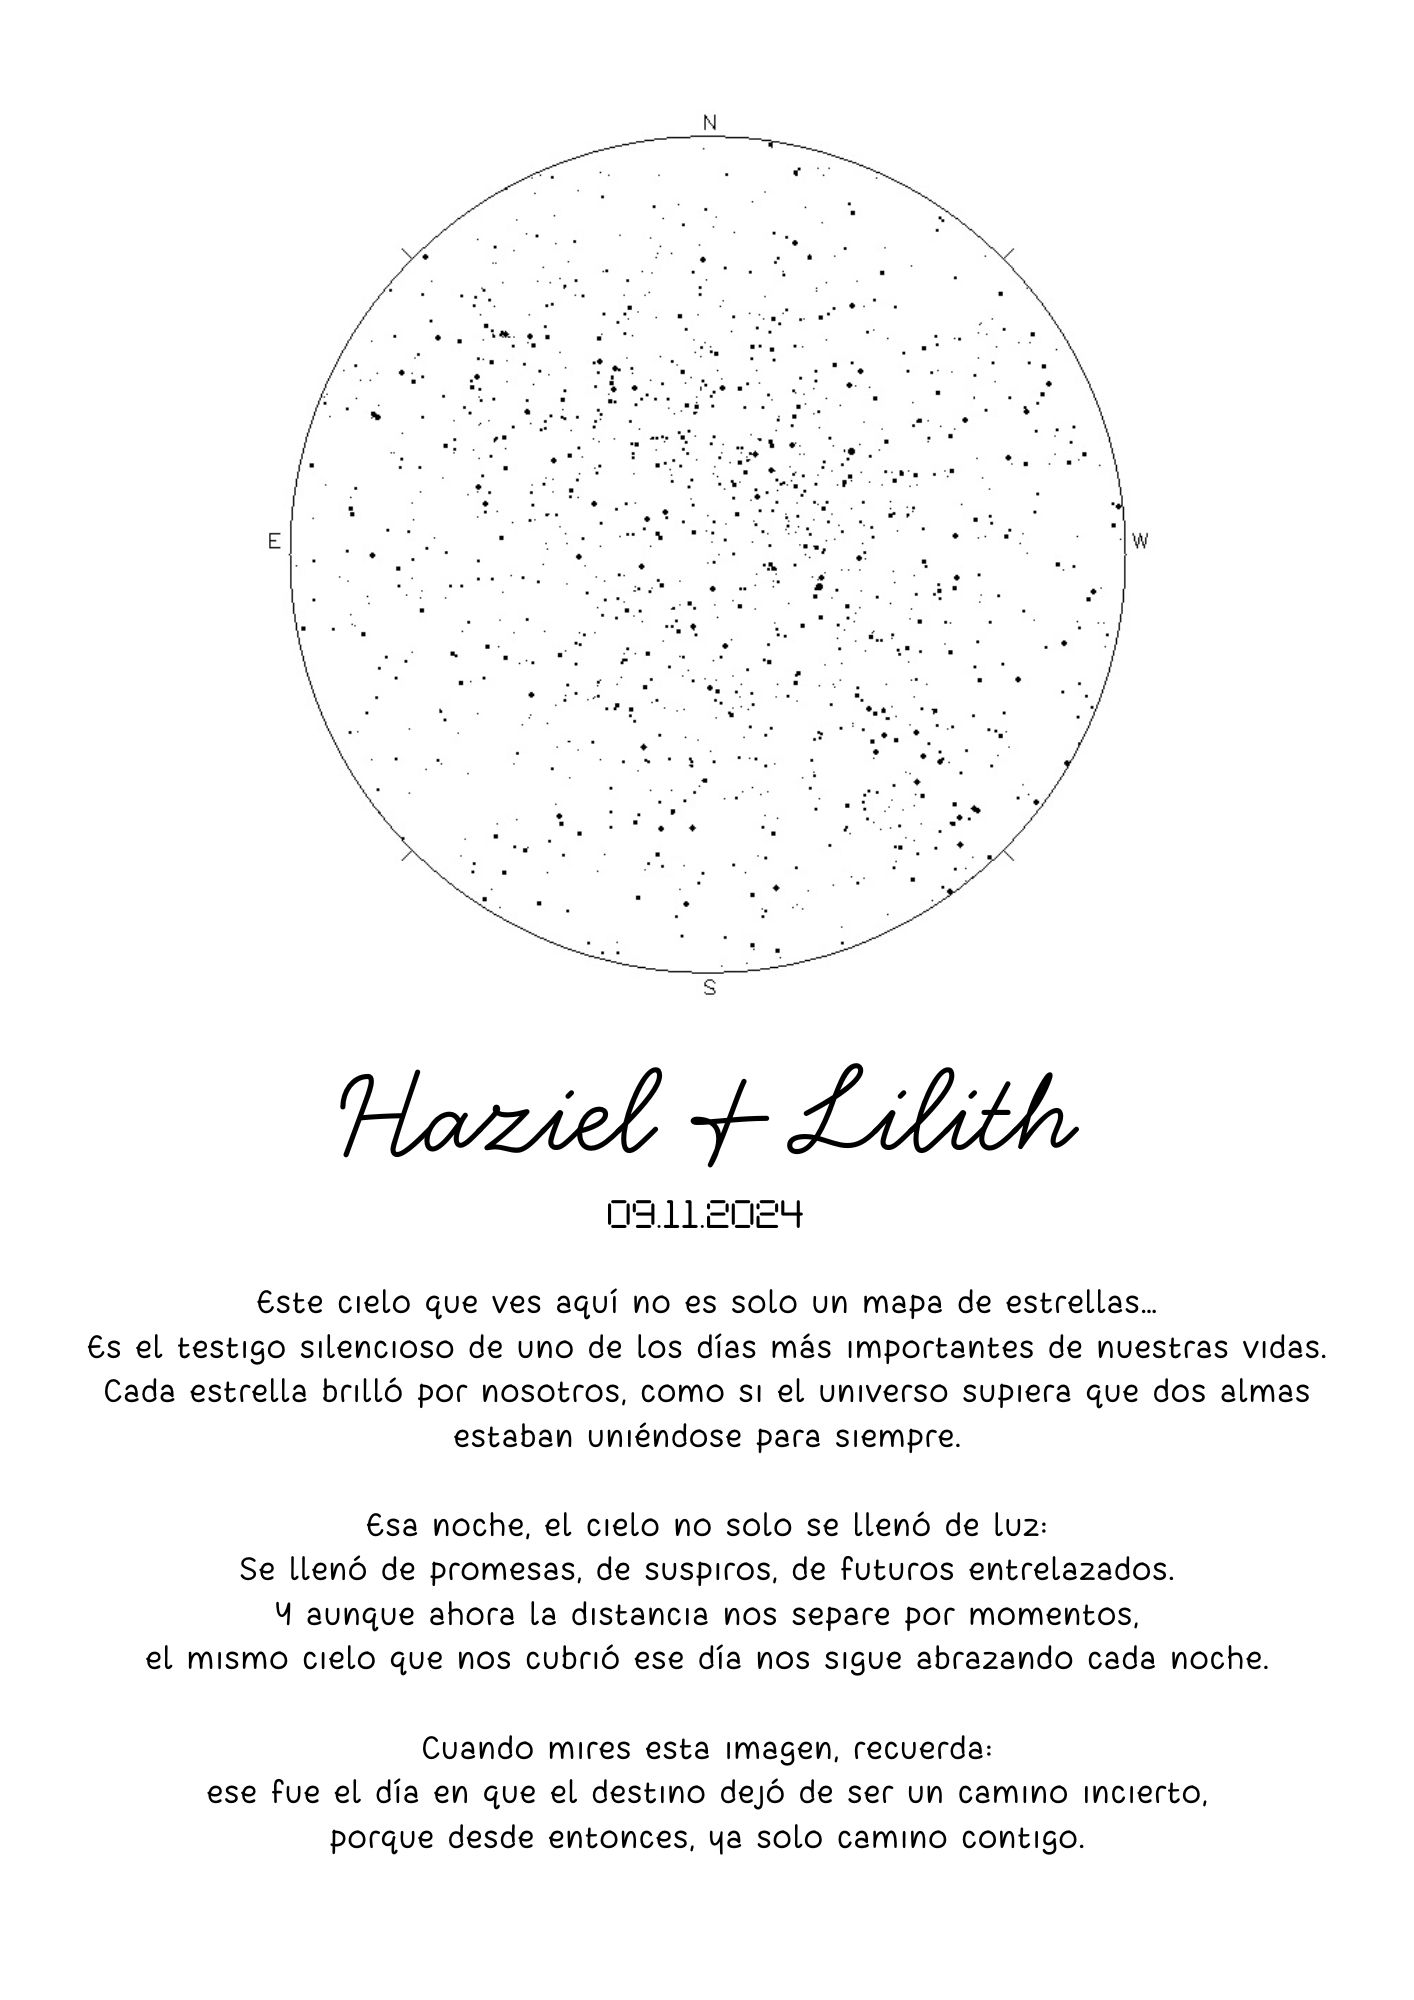 N
E
W
S
Haziel + Lilith
09.11.2024
Este cielo que ves aquí no es solo un mapa de estrellas...
Es el testigo silencioso de uno de los días más importantes de nuestras vidas.
Cada estrella brilló por nosotros, como si el universo supiera que dos almas
estaban uniéndose para siempre.
Esa noche, el cielo no solo se llenó de luz:
Se llenó de promesas, de suspiros, de futuros entrelazados.
Y aunque ahora la distancia nos separe por momentos,
el mismo cielo que nos cubrió ese día nos sigue abrazando cada noche.
Cuando mires esta imagen, recuerda:
ese fue el día en que el destino dejó de ser un camino incierto,
porque desde entonces, ya solo camino contigo.